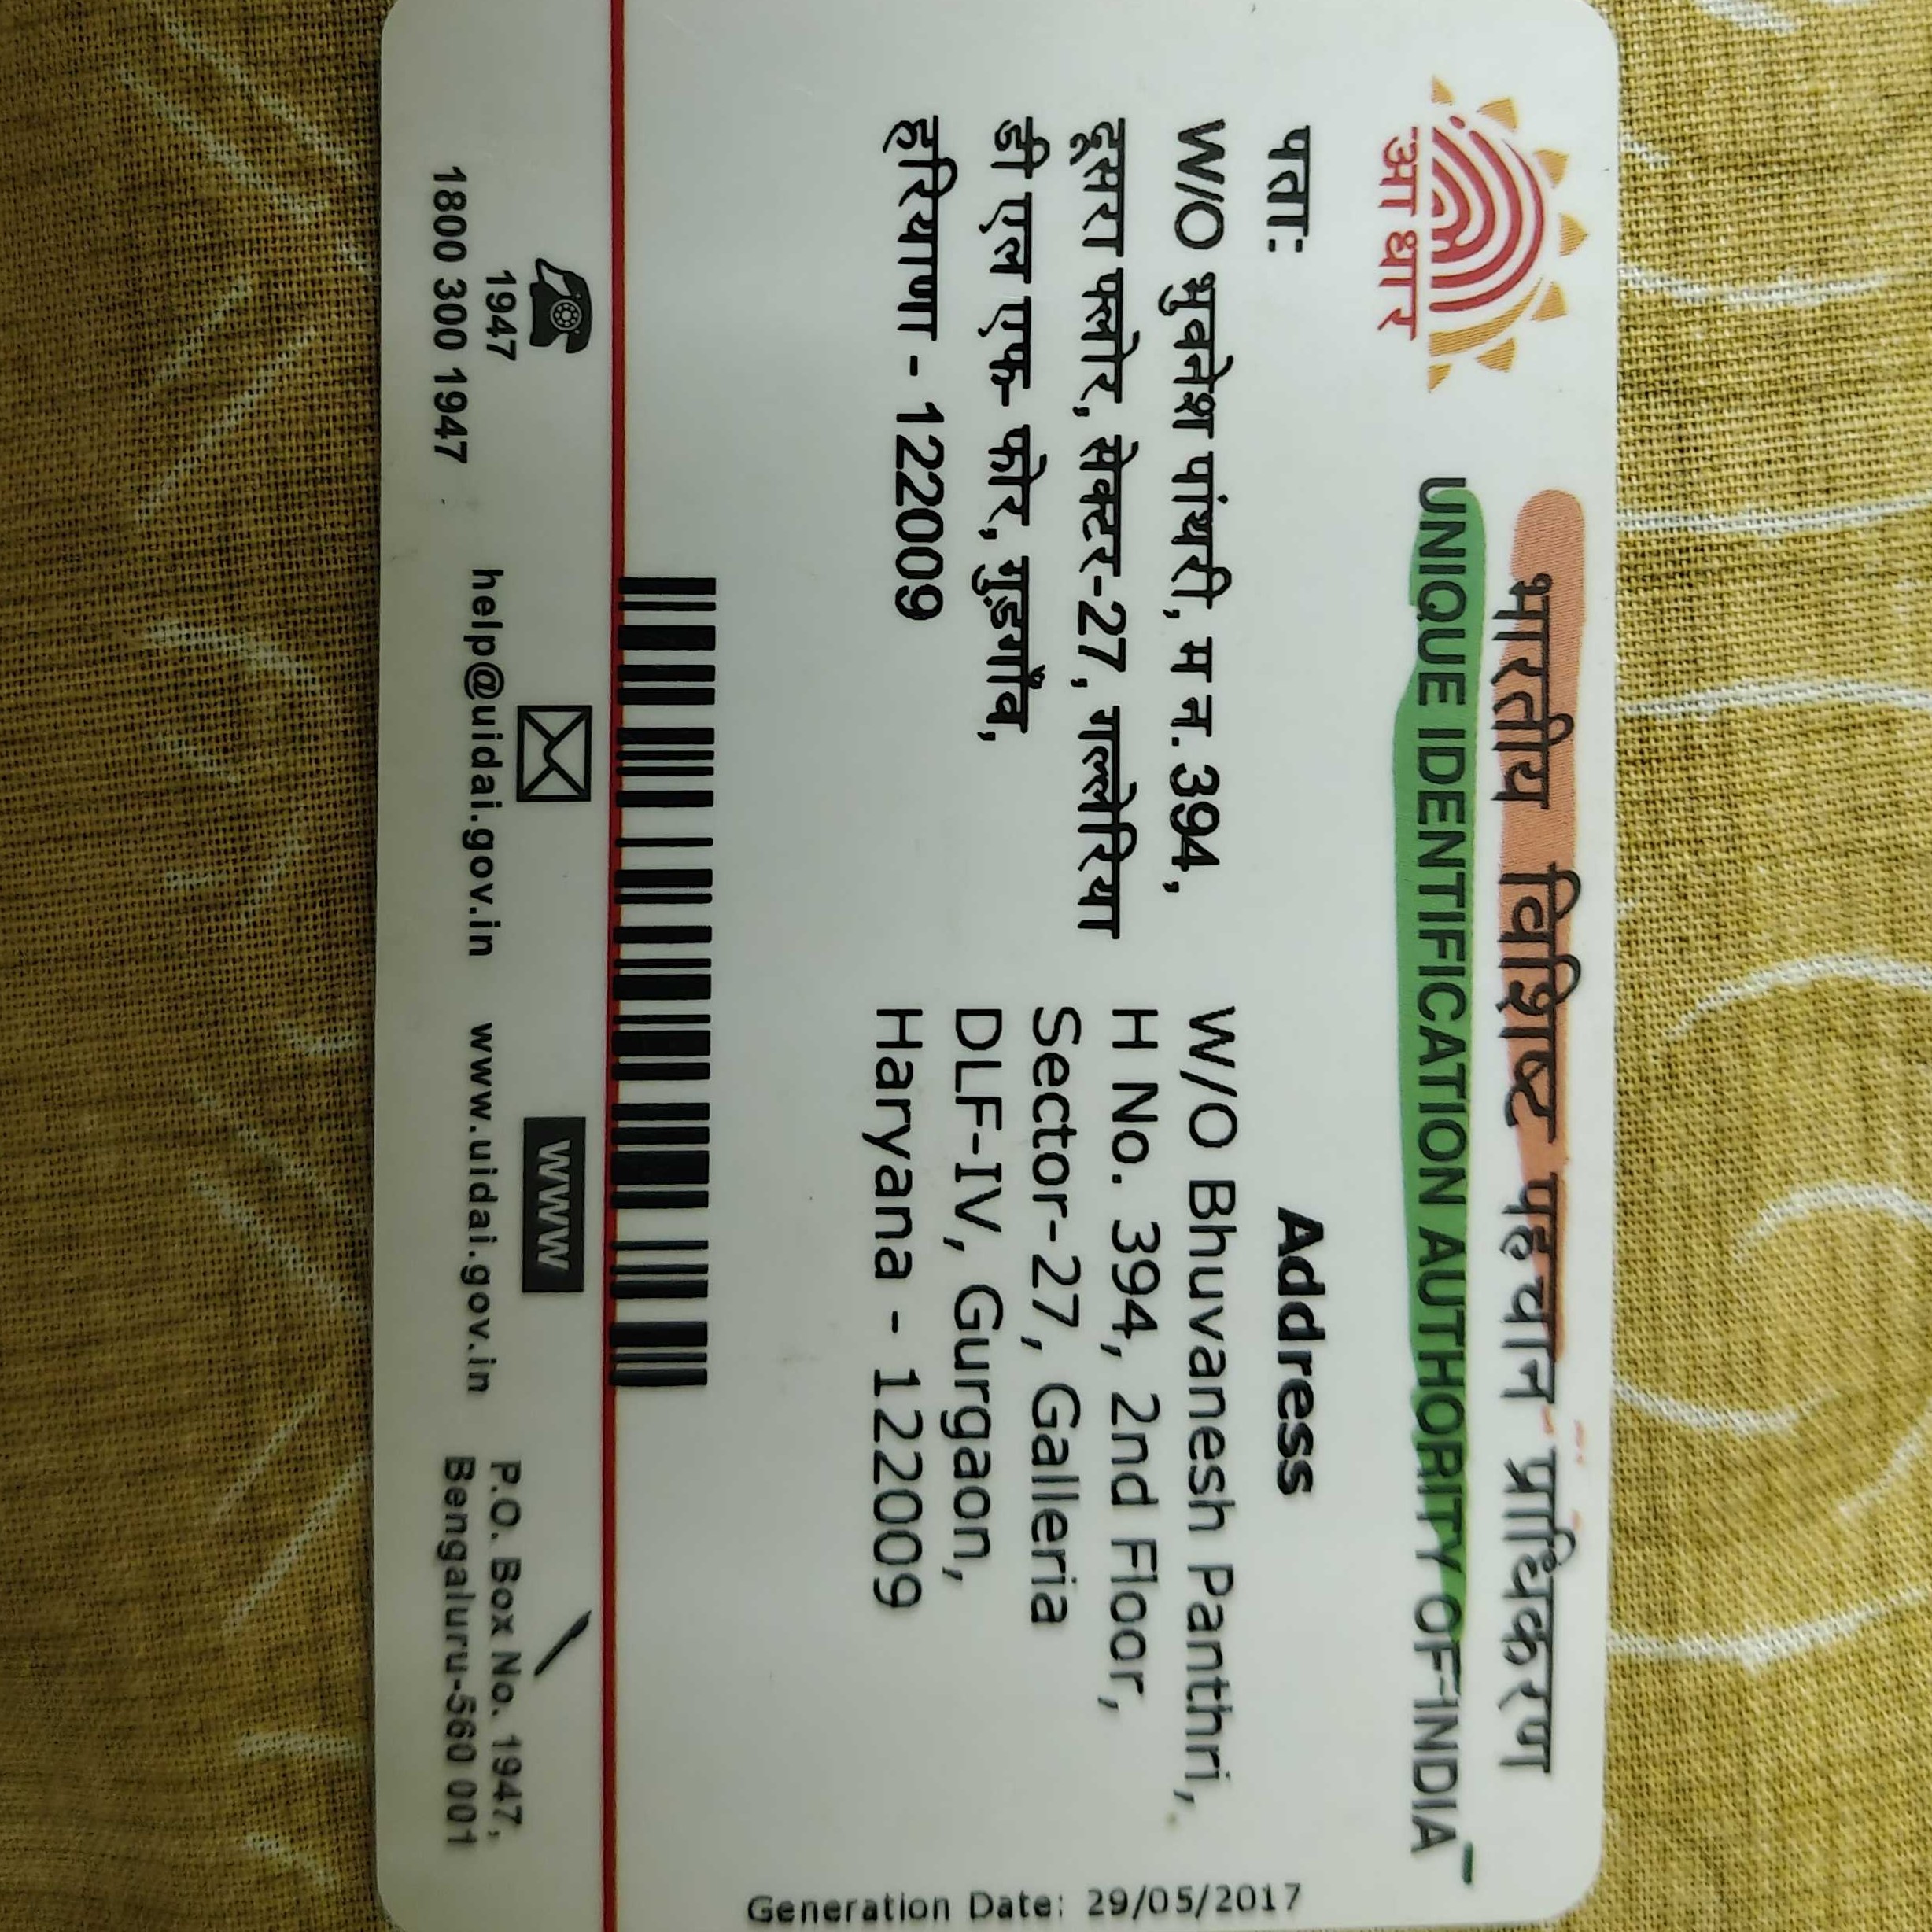 भारतीय विशिष्ट पहचान प्राधिकरण
UNIQUE IDENTIFICATION AUTHORITY OF INDIA
आधार
पता:
W/O भुवनेश पांथरी, म न. 394,
दूसरा फ्लोर, सेक्टर-27, गल्लेरिया
डी एल एफ- फोर, गुड़गाँव,
हरियाणा - 122009
Address
W/O Bhuvanesh Panthri,
H No. 394, 2nd Floor,
Sector-27, Galleria
DLF-IV, Gurgaon,
Haryana - 122009
Generation Date: 29/05/2017
1947
1800 300 1947
help@uidai.gov.in
www
www.uidai.gov.in
P.O. Box No. 1947,
Bengaluru-560 001